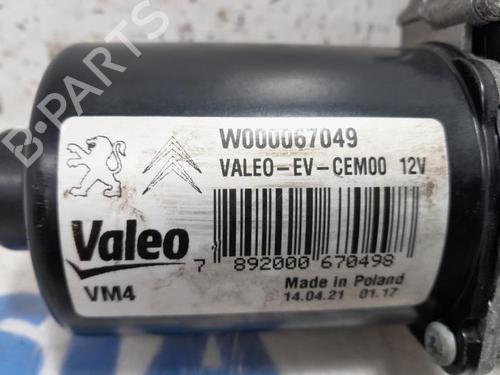 W000067049
VALEO-EV-CEM00 12V
Valeo
7 892000 670498
VM4
Made in Poland
14.04.21 01.17
B-PARTS